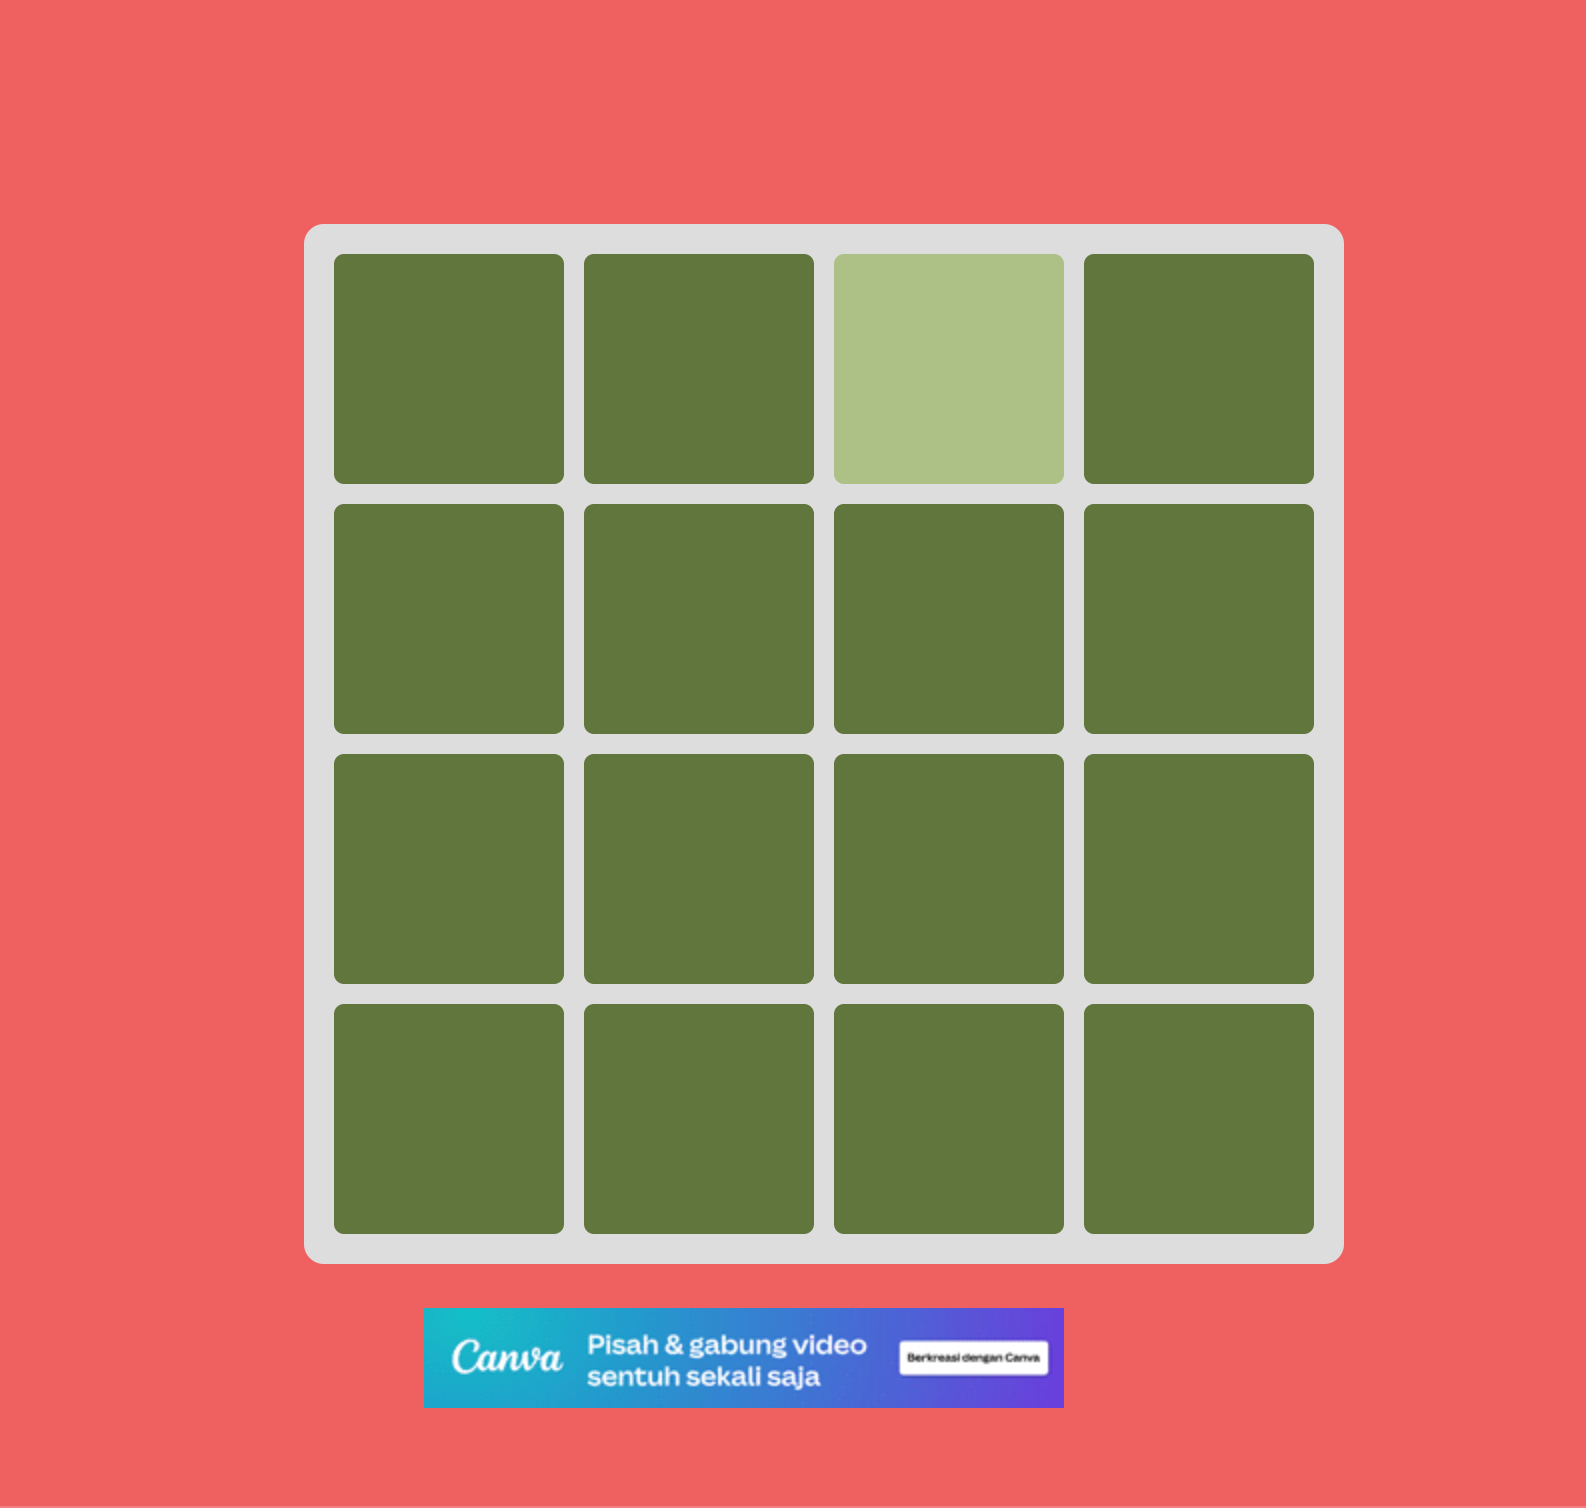 Canva
Pisah & gabung video
sentuh sekali saja
Berkreasi dengan Canva